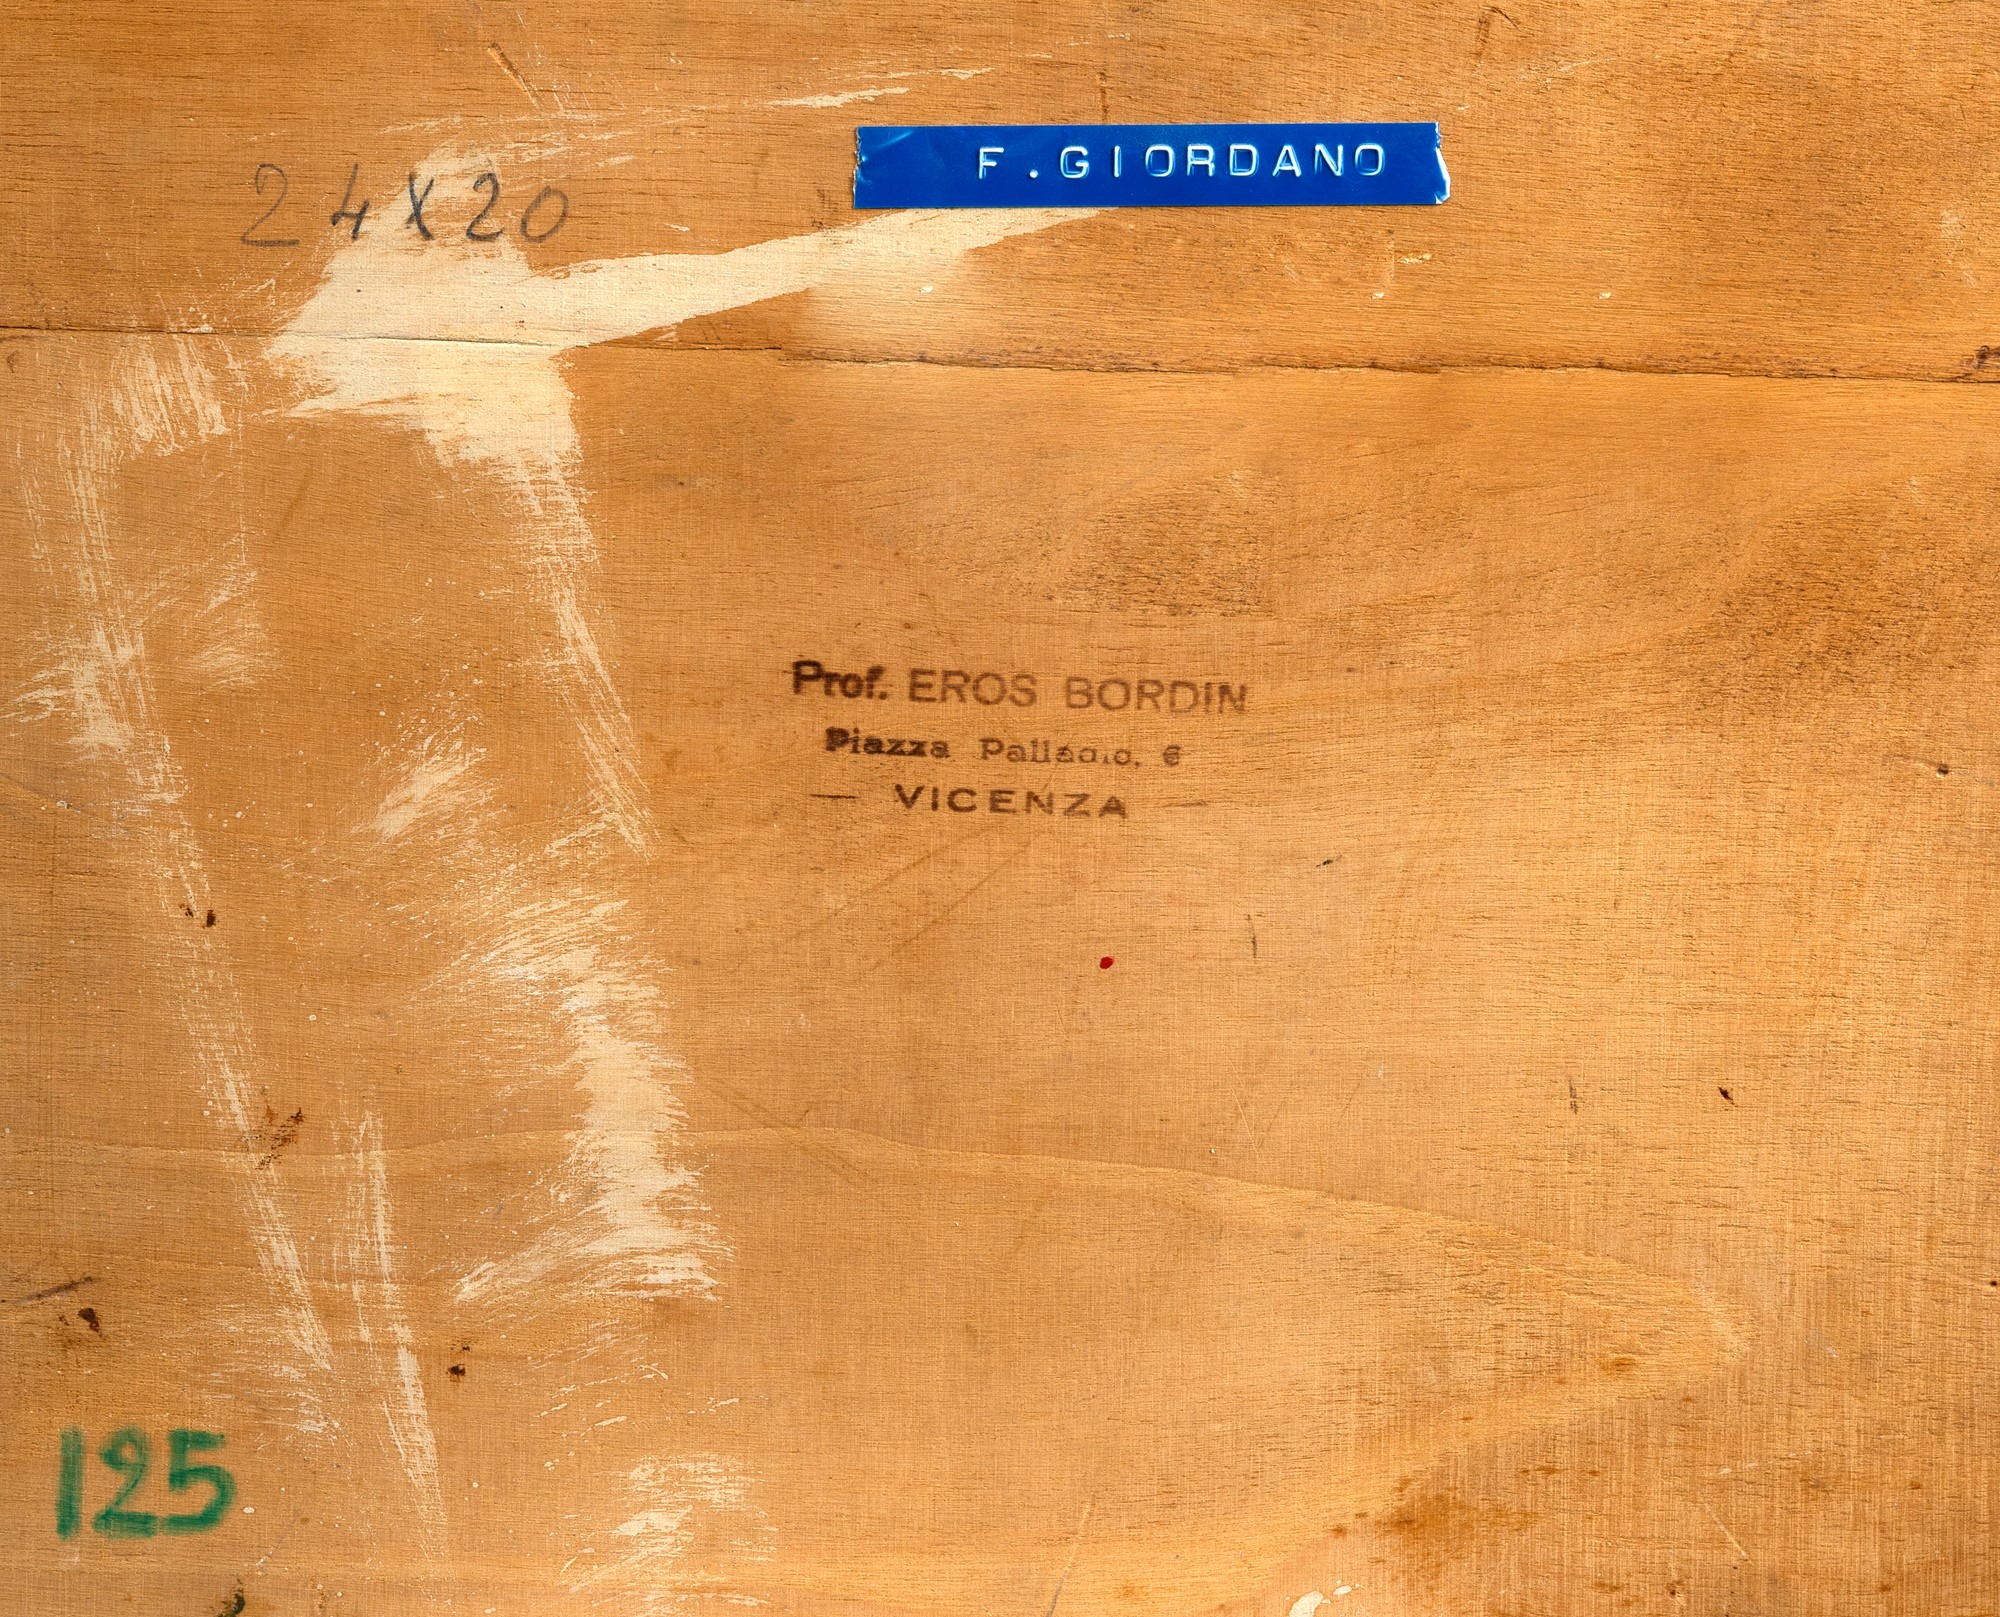 F.GIORDANO
24X20
Prof. EROS BORDIN
Piazza Palladio, 6
— VICENZA —
125